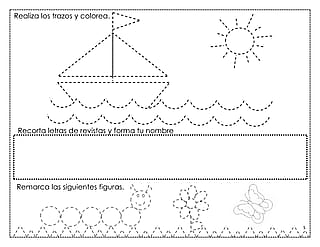 Realiza los trazos y colorea.
Recorta letras de revistas y forma tu nombre
Remarca las siguientes figuras.